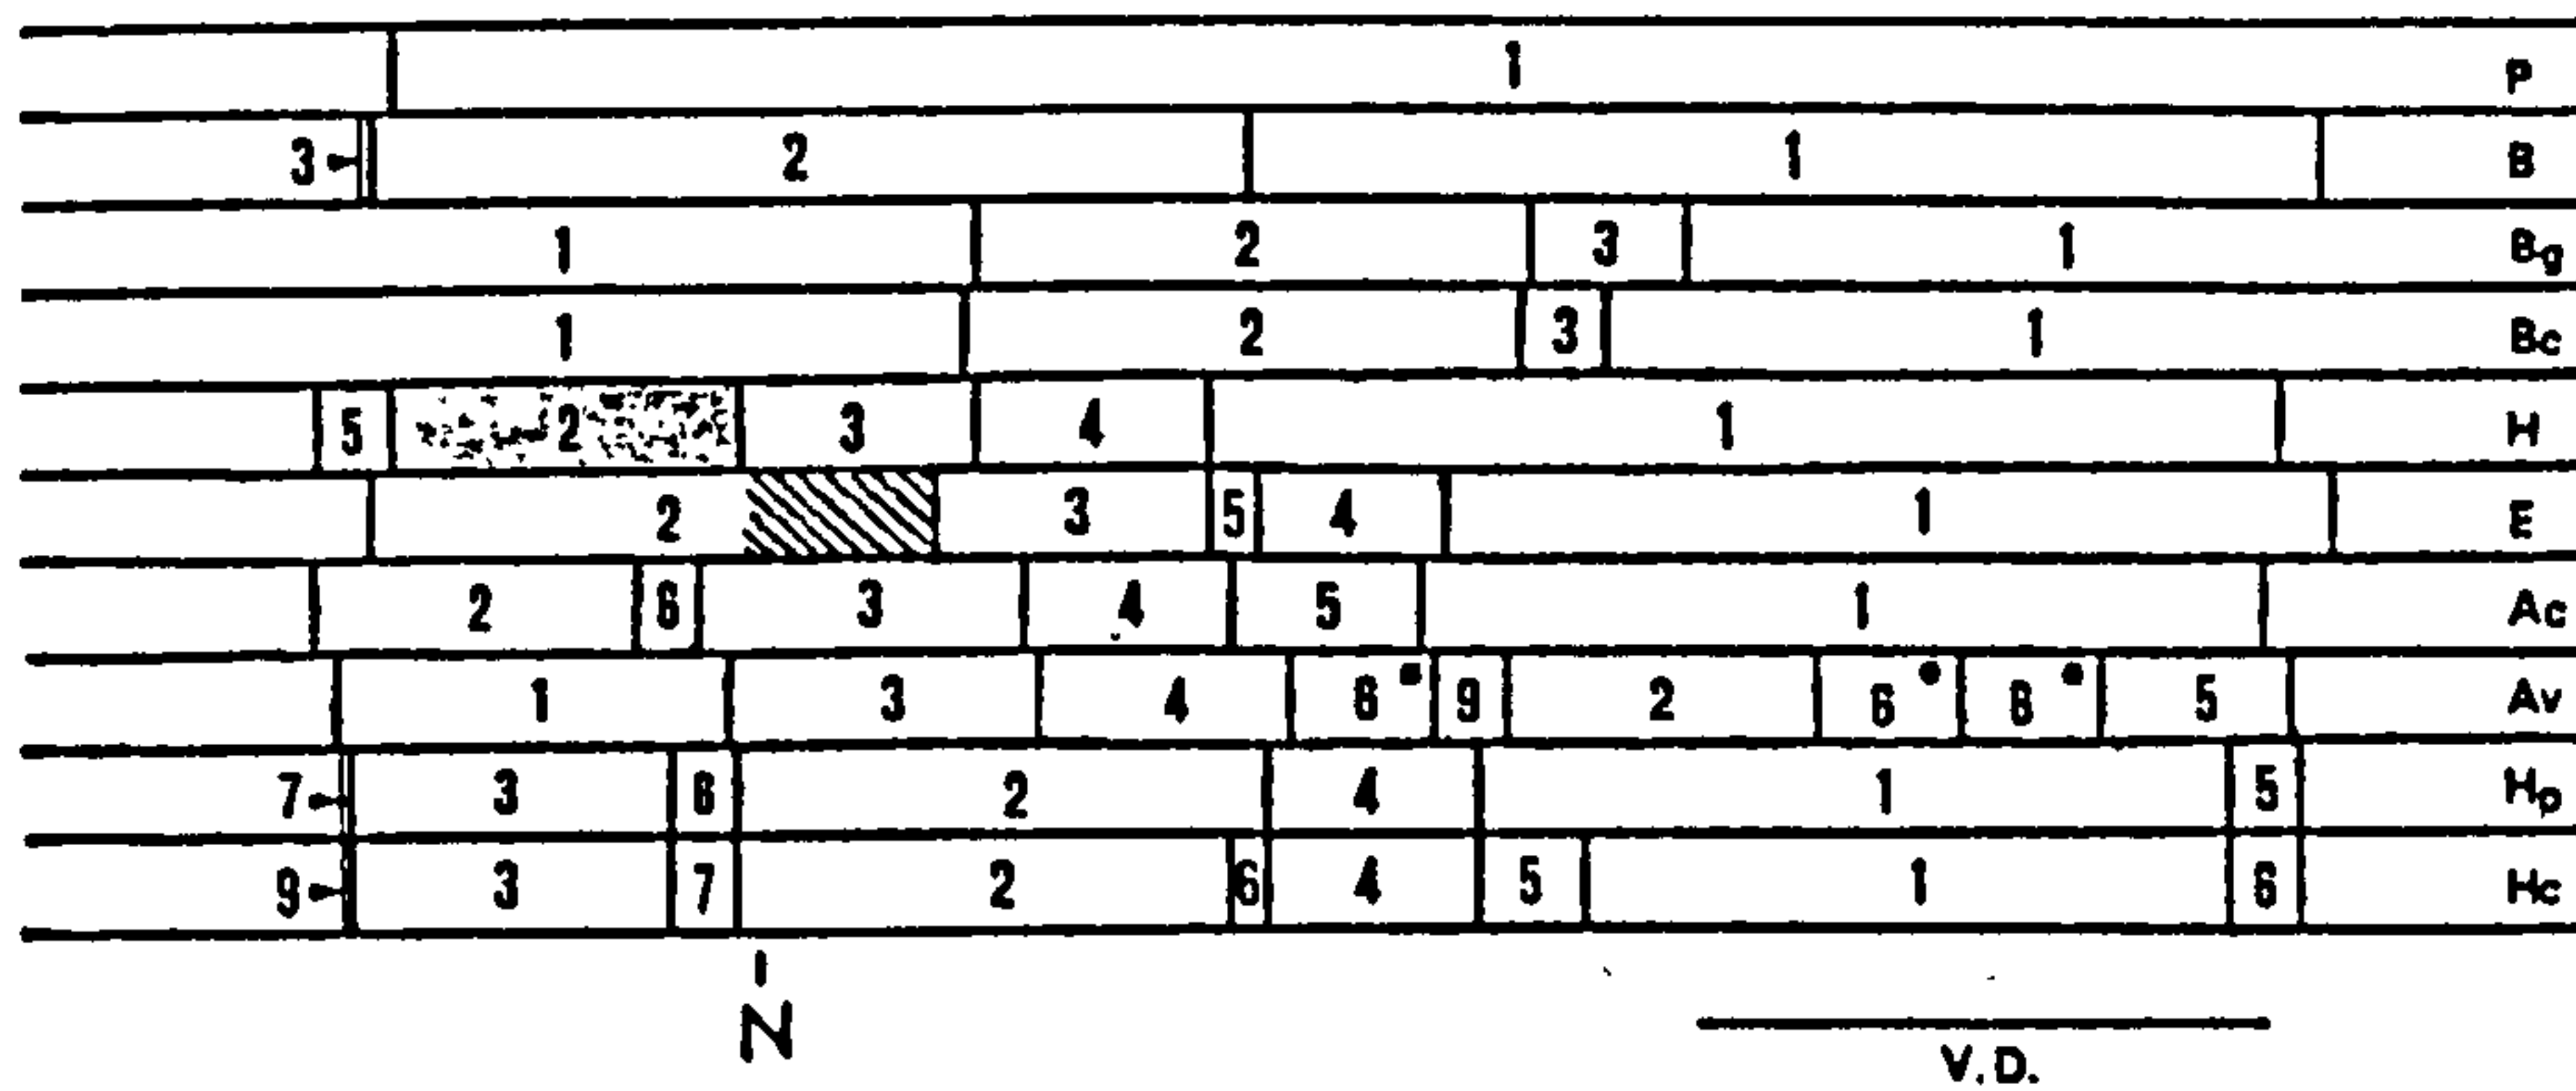 1 P
3 2 1 B
1 2 3 1 Bg
1 2 3 1 Bc
5 2 3 4 1 H
2 3 5 4 1 E
2 6 3 4 5 1 Ac
1 3 4 6 9 2 6 6 5 Av
7 3 6 2 4 1 5 Hp
9 3 7 2 6 4 5 1 6 Hc
N
V.D.